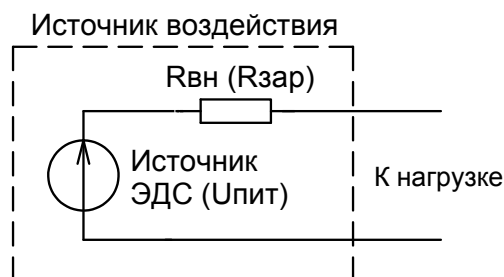 Источник воздействия
Rвн (Rзар)
Источник
ЭДС (Uпит)
К нагрузке